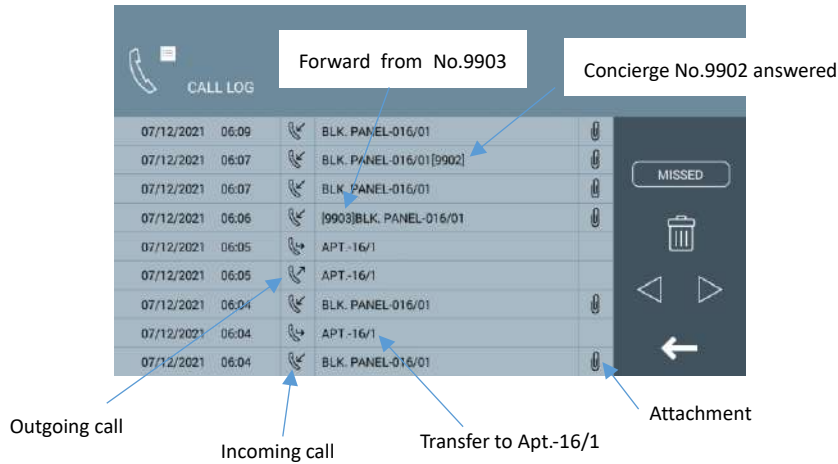 Forward from No.9903
Concierge No.9902 answered
CALL LOG
07/12/2021 06:09 BLK. PANEL-016/01
07/12/2021 06:07 BLK. PANEL-016/01[9902]
07/12/2021 06:07 BLK. PANEL-016/01
07/12/2021 06:06 [9903]BLK. PANEL-016/01
07/12/2021 06:05 APT.-16/1
07/12/2021 06:05 APT.-16/1
07/12/2021 06:04 BLK. PANEL-016/01
07/12/2021 06:04 APT.-16/1
07/12/2021 06:04 BLK. PANEL-016/01
MISSED
Outgoing call
Incoming call
Transfer to Apt.-16/1
Attachment